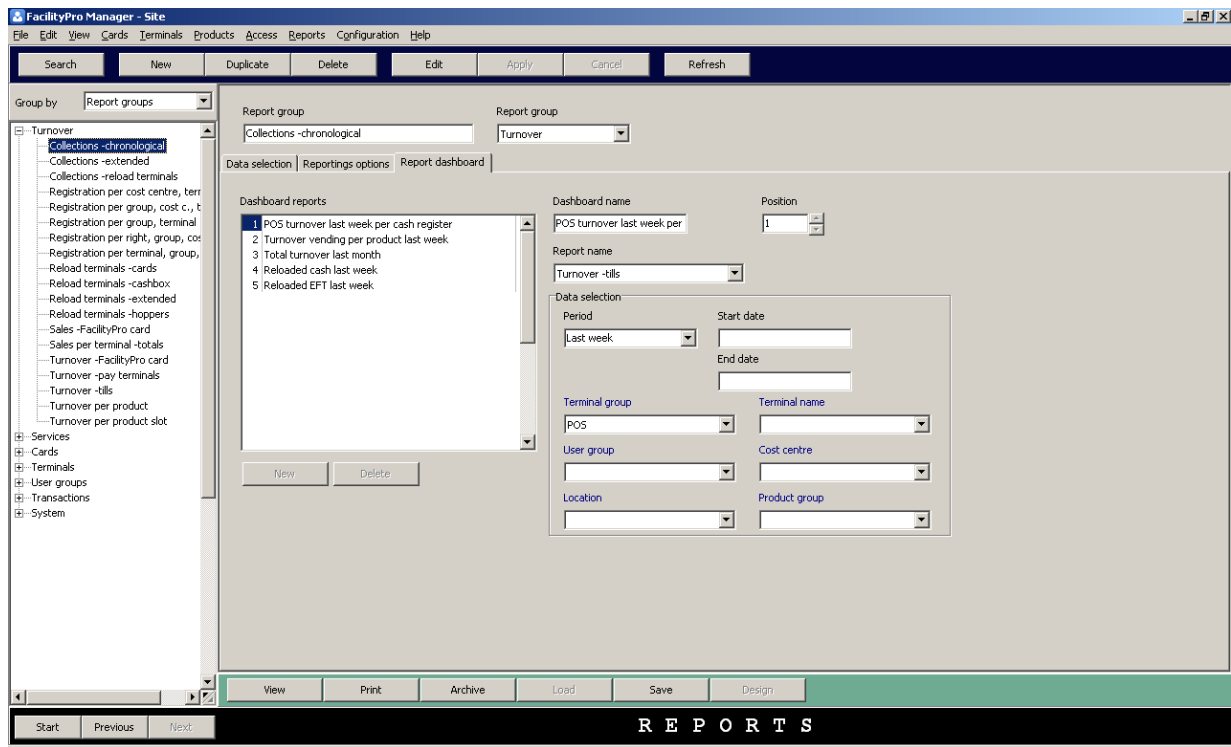 FacilityPro Manager - Site
File Edit View Cards Terminals Products Access Reports Configuration Help
Search New Duplicate Delete Edit Apply Cancel Refresh
Group by Report groups
Turnover
Collections -chronological
Collections -extended
Collections -reload terminals
Registration per cost centre, terr
Registration per group, cost c., t
Registration per group, terminal
Registration per right, group, cos
Registration per terminal, group,
Reload terminals -cards
Reload terminals -cashbox
Reload terminals -extended
Reload terminals -hoppers
Sales -FacilityPro card
Sales per terminal -totals
Turnover -FacilityPro card
Turnover -pay terminals
Turnover -tills
Turnover per product
Turnover per product slot
Services
Cards
Terminals
User groups
Transactions
System
Report group Report group
Collections -chronological Turnover
Data selection Reportings options Report dashboard
Dashboard reports
1 POS turnover last week per cash register
2 Turnover vending per product last week
3 Total turnover last month
4 Reloaded cash last week
5 Reloaded EFT last week
New Delete
Dashboard name Position
POS turnover last week per 1
Report name
Turnover -tills
Data selection
Period Start date
Last week
End date
Terminal group Terminal name
POS
User group Cost centre
Location Product group
View Print Archive Load Save Design
Start Previous Next REPORTS